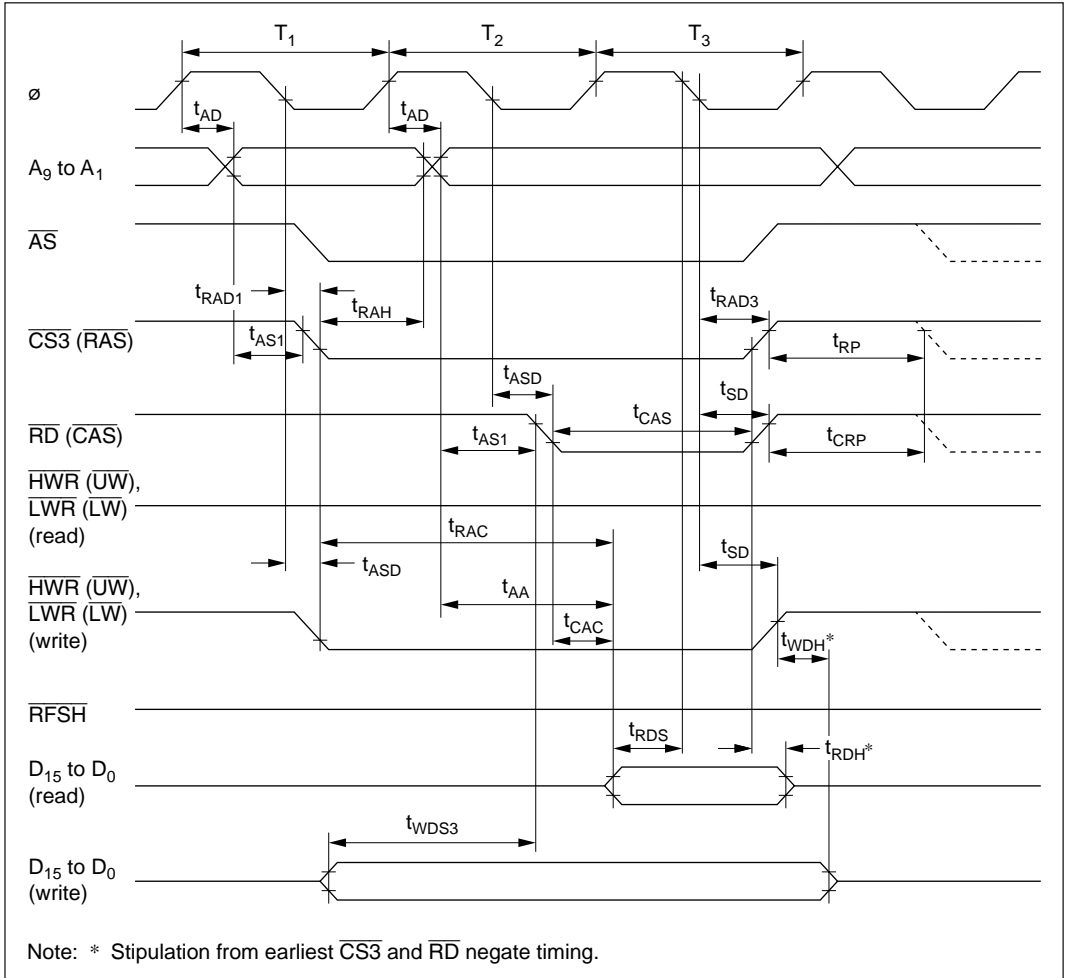 T1 T2 T3
ø
tAD tAD
A9 to A1
AS
tRAD1 tRAH tRAD3
CS3 (RAS)
tAS1 tRP
tASD tSD
tCAS
RD (CAS)
tAS1 tCRP
HWR (UW),
LWR (LW)
(read)
tRAC
tASD tSD
HWR (UW),
LWR (LW)
(write)
tAA
tCAC
tWDH*
RFSH
tRDS tRDH*
D15 to D0
(read)
tWDS3
D15 to D0
(write)
Note: * Stipulation from earliest CS3 and RD negate timing.